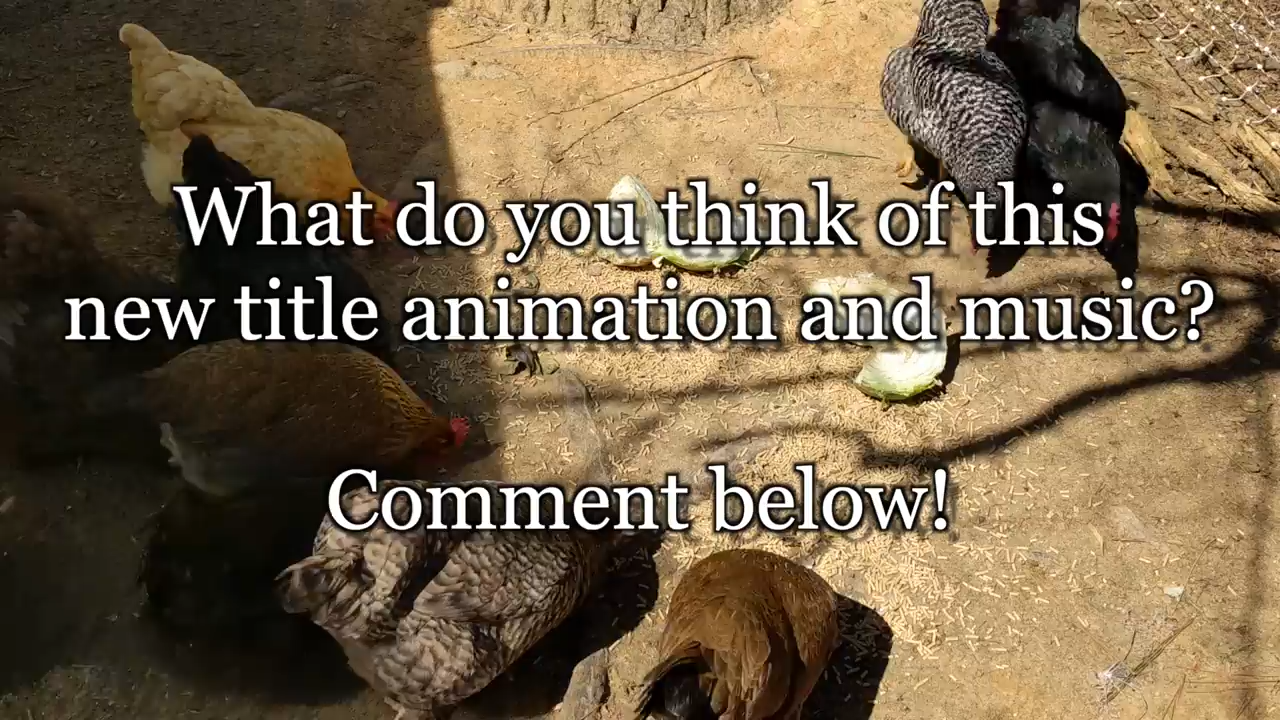 What do you think of this
new title animation and music?
Comment below!